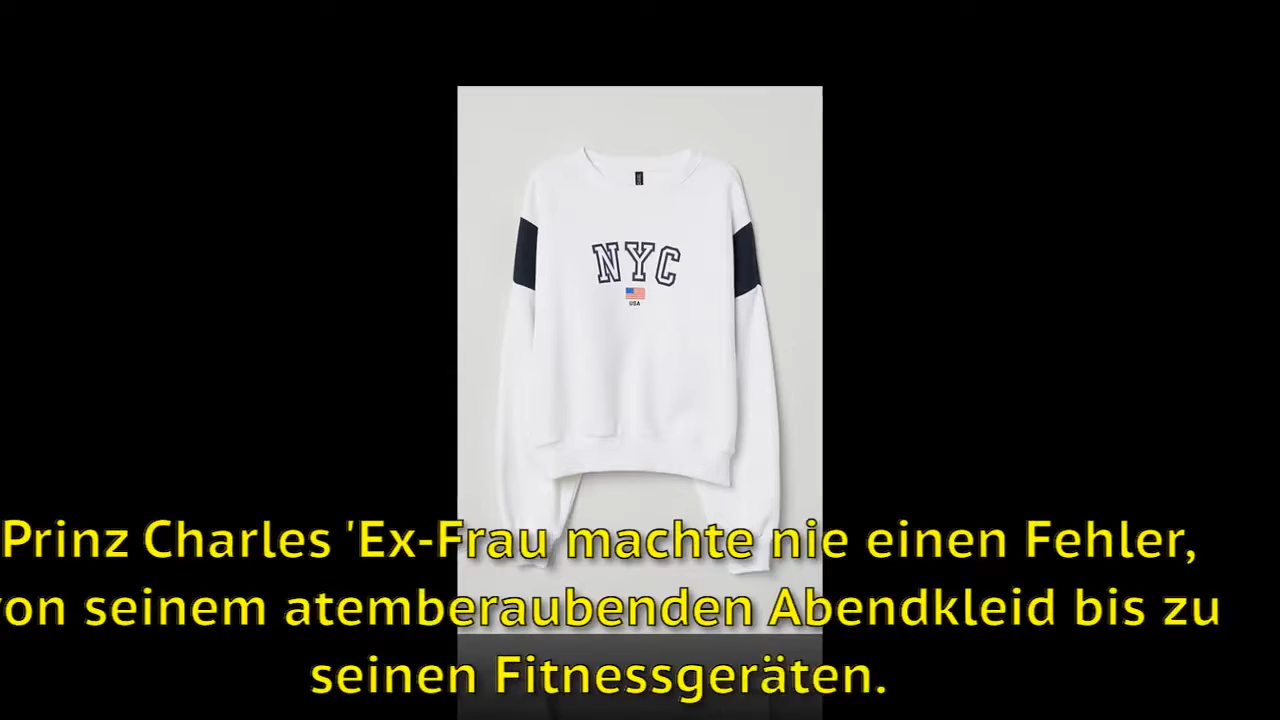 NYC
USA
Prinz Charles 'Ex-Frau machte nie einen Fehler,
von seinem atemberaubenden Abendkleid bis zu
seinen Fitnessgeräten.